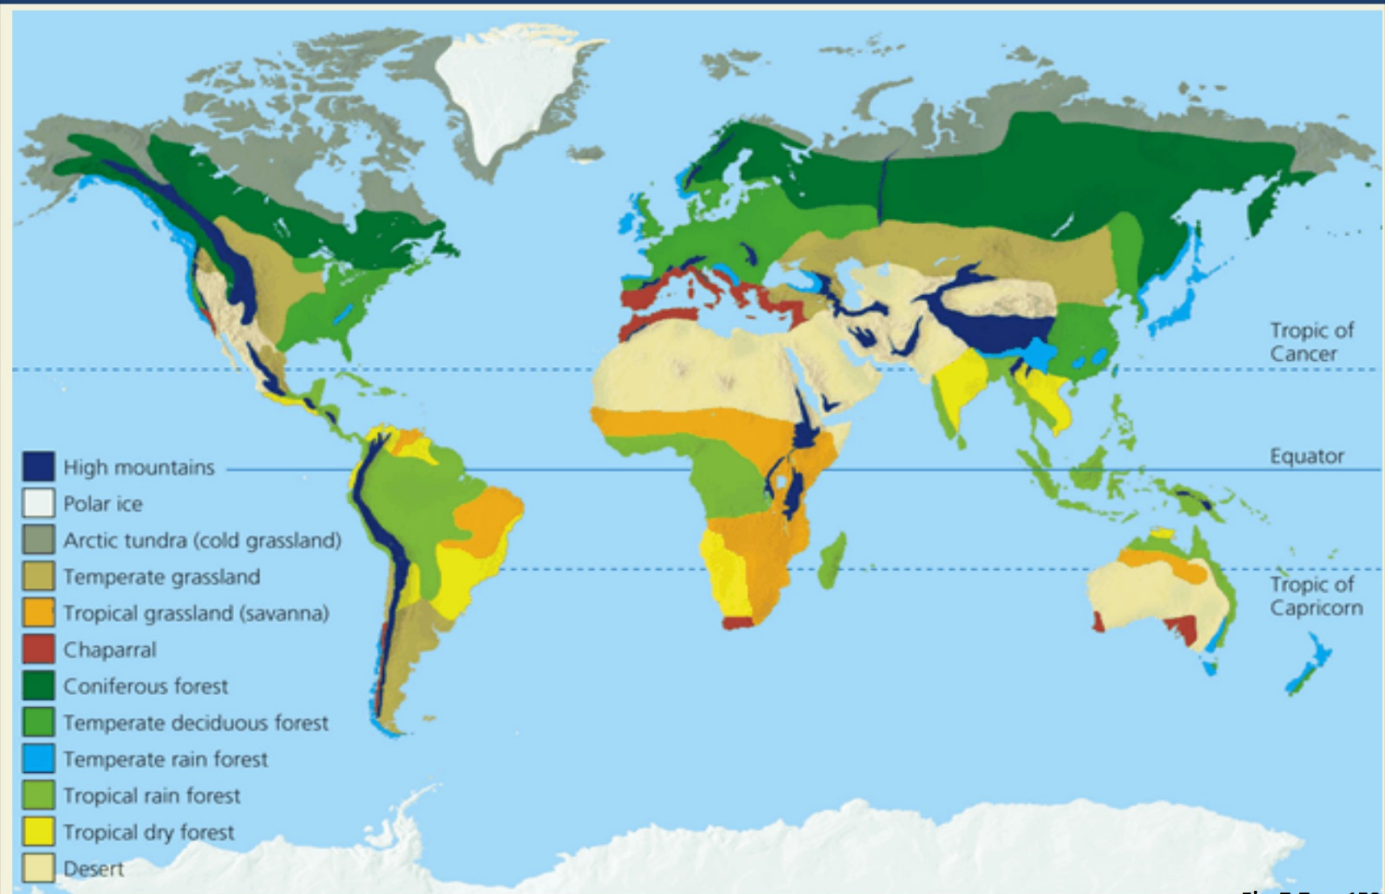 Tropic of
Cancer
Equator
Tropic of
Capricorn
High mountains
Polar ice
Arctic tundra (cold grassland)
Temperate grassland
Tropical grassland (savanna)
Chaparral
Coniferous forest
Temperate deciduous forest
Temperate rain forest
Tropical rain forest
Tropical dry forest
Desert